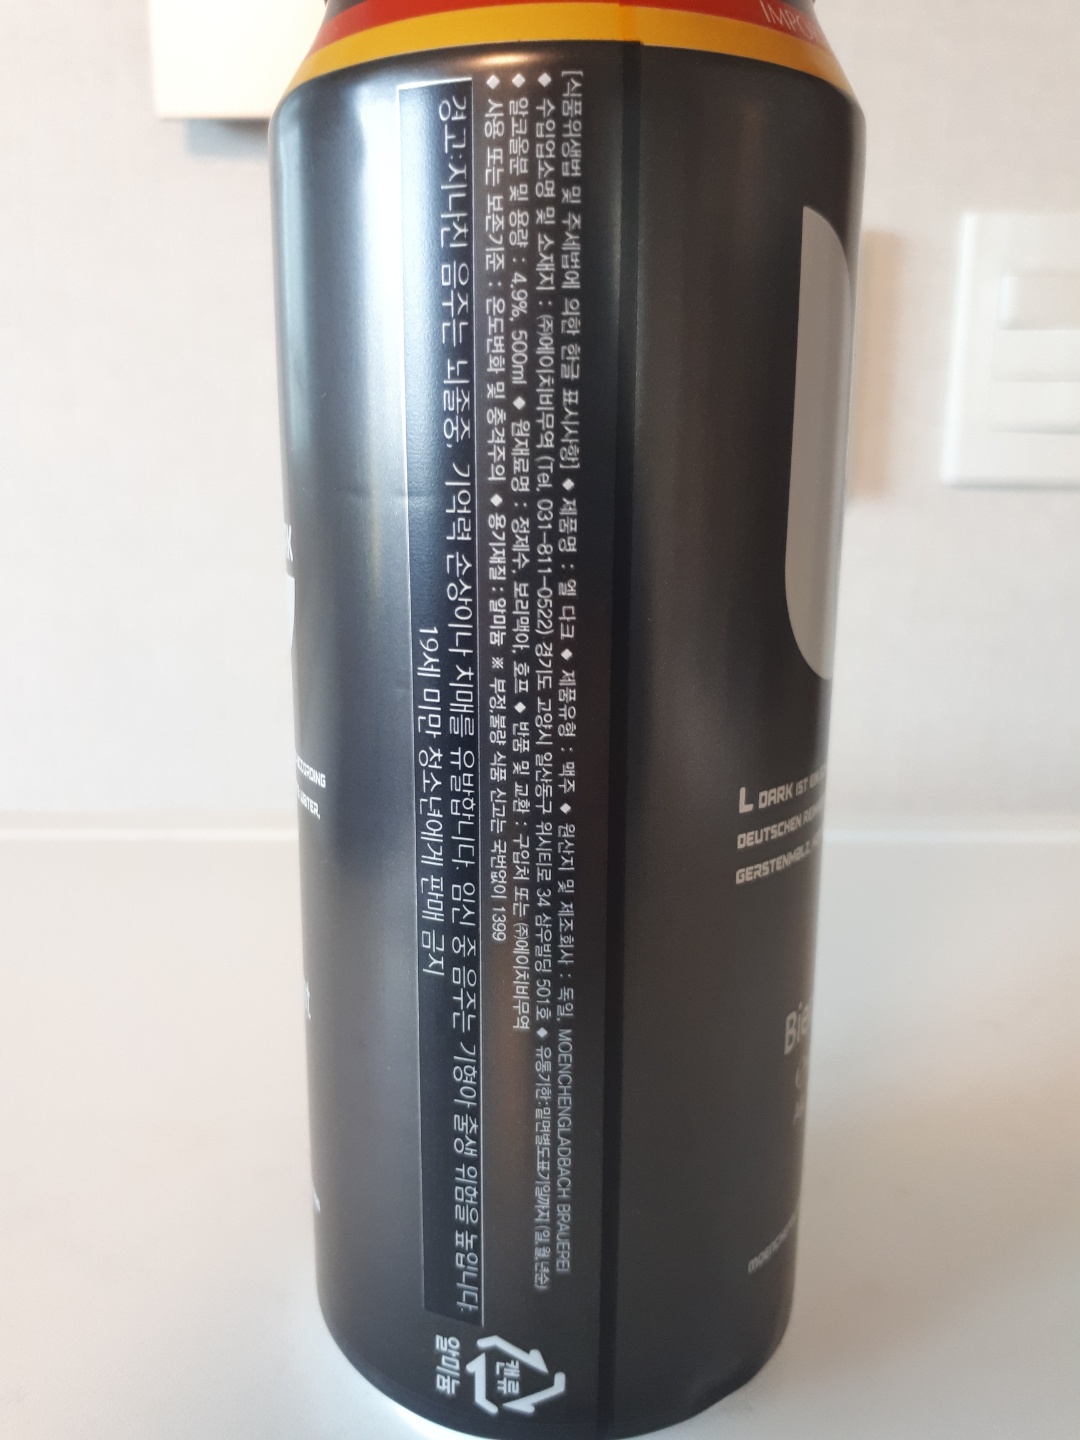 [식품위생법 및 주세법에 의한 한글 표시사항] ◆ 제품명 : 엘 다크 ◆ 제품유형 : 맥주 ◆ 원산지 및 제조회사 : 독일, MOENCHENGLADBACH BRAUEREI
◆ 수입업소명 및 소재지 : ㈜에이치비무역 (Tel. 031-811-0522) 경기도 고양시 일산동구 위시티로 34 삼우빌딩 501호 ◆ 유통기한:밑면별도표기일까지 (일,월,년순)
◆ 알코올분 및 용량 : 4.9%, 500ml ◆ 원재료명 : 정제수, 보리맥아, 호프 ◆ 반품 및 교환 : 구입처 또는 ㈜에이치비무역
◆ 사용 또는 보존기준 : 온도변화 및 충격주의 ◆ 용기재질 : 알미늄 ※ 부정,불량 식품 신고는 국번없이 1399
경고:지나친 음주는 뇌졸중, 기억력 손상이나 치매를 유발합니다. 임신 중 음주는 기형아 출생 위험을 높입니다.
19세 미만 청소년에게 판매 금지
캔류
알미늄
L DARK IST EIN
DEUTSCHEN
GERSTENMALZ,
Bie
ACCORDING
WATER,